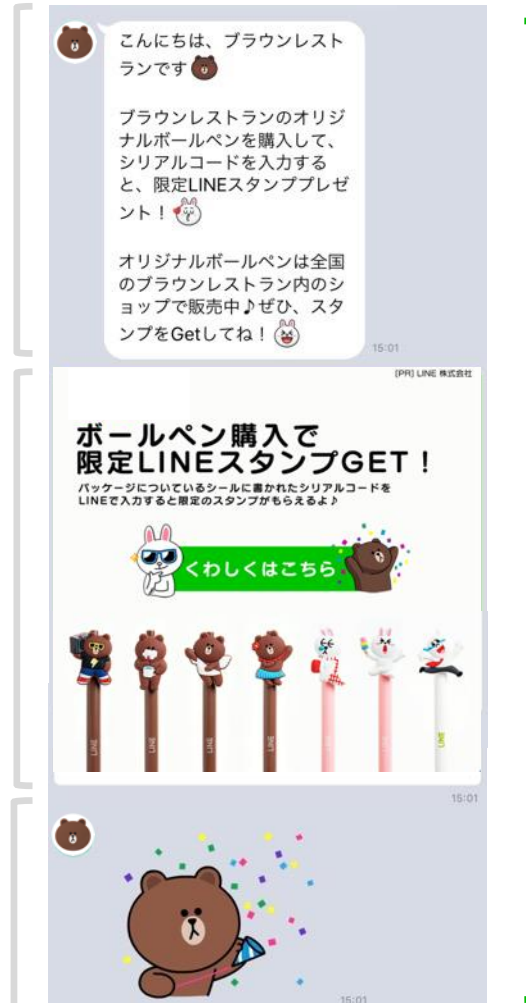 こんにちは、ブラウンレスト
ランです
ブラウンレストランのオリジ
ナルボールペンを購入して、
シリアルコードを入力する
と、限定LINEスタンププレゼ
ント！
オリジナルボールペンは全国
のブラウンレストラン内のシ
ョップで販売中♪ぜひ、スタ
ンプをGetしてね！
15:01
[PR] LINE 株式会社
ボールペン購入で
限定LINEスタンプGET！
パッケージについているシールに書かれたシリアルコードを
LINEで入力すると限定のスタンプがもらえるよ♪
くわしくはこちら
LINE
LINE
LINE
LINE
LINE
LINE
LINE
15:01
15:01